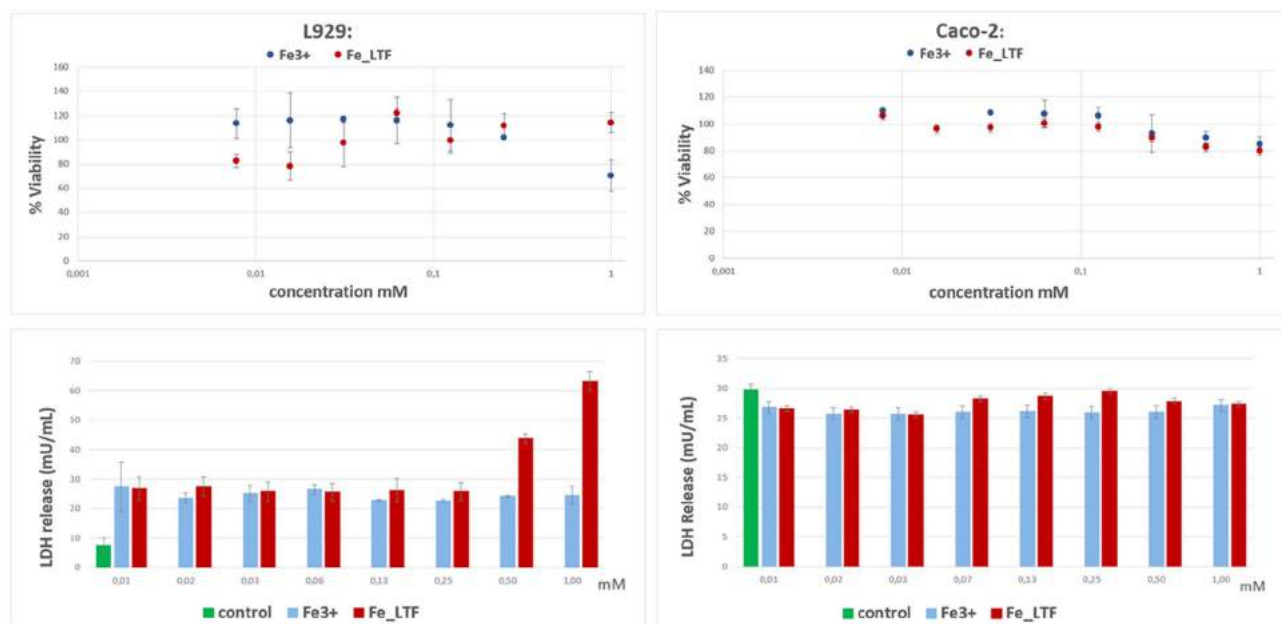 L929:
Fe3+ Fe_LTF
160
140
120
100
80
60
40
20
0
% Viability
0,001 0,01 0,1 1
concentration mM
Caco-2:
Fe3+ Fe_LTF
140
120
100
80
60
40
20
0
% Viability
0,001 0,01 0,1 1
concentration mM
70
60
50
40
30
20
10
0
LDH release (mU/mL)
0,01 0,02 0,03 0,06 0,13 0,25 0,50 1,00 mM
control Fe3+ Fe_LTF
35
30
25
20
15
10
5
0
LDH Release (mU/mL)
0,01 0,02 0,03 0,07 0,13 0,25 0,50 1,00 mM
control Fe3+ Fe_LTF